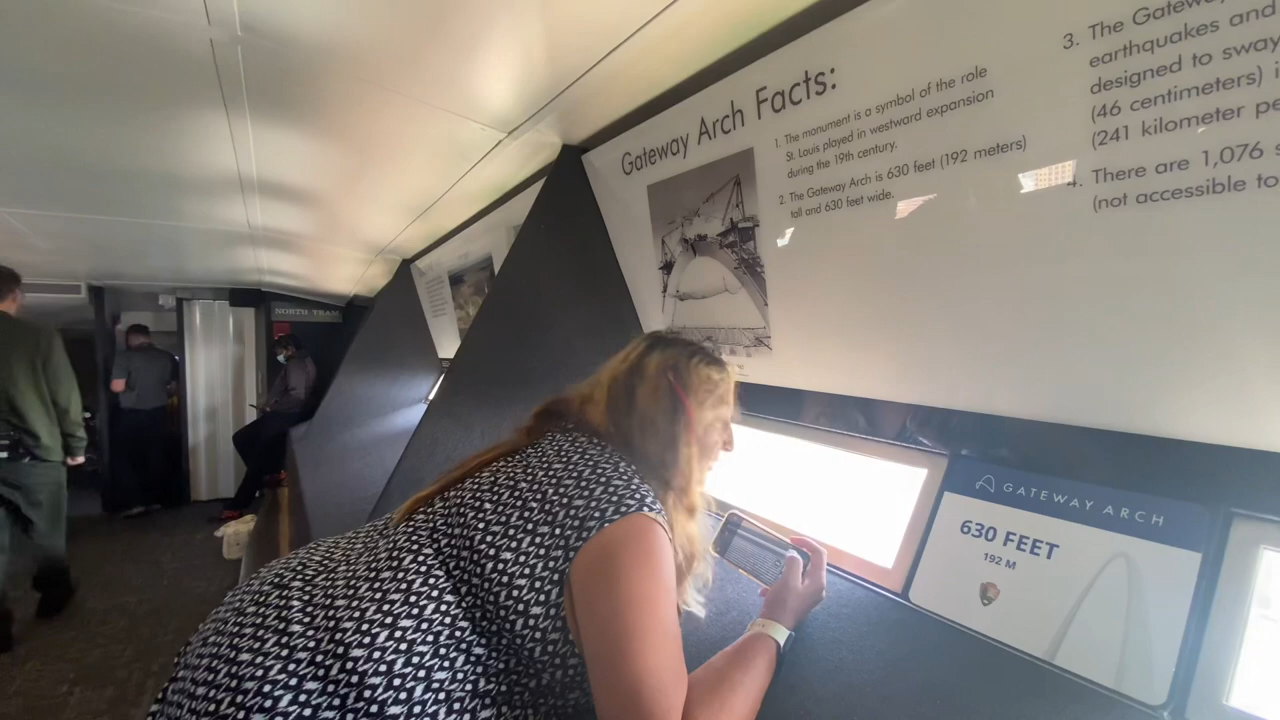 Gateway Arch Facts:
1. The monument is a symbol of the role
St. Louis played in westward expansion
during the 19th century.
2. The Gateway Arch is 630 feet (192 meters)
tall and 630 feet wide.
3. The Gateway
earthquakes and
designed to sway
(46 centimeters) i
(241 kilometer pe
4. There are 1,076 s
(not accessible to
NORTH TRAM
GATEWAY ARCH
630 FEET
192 M